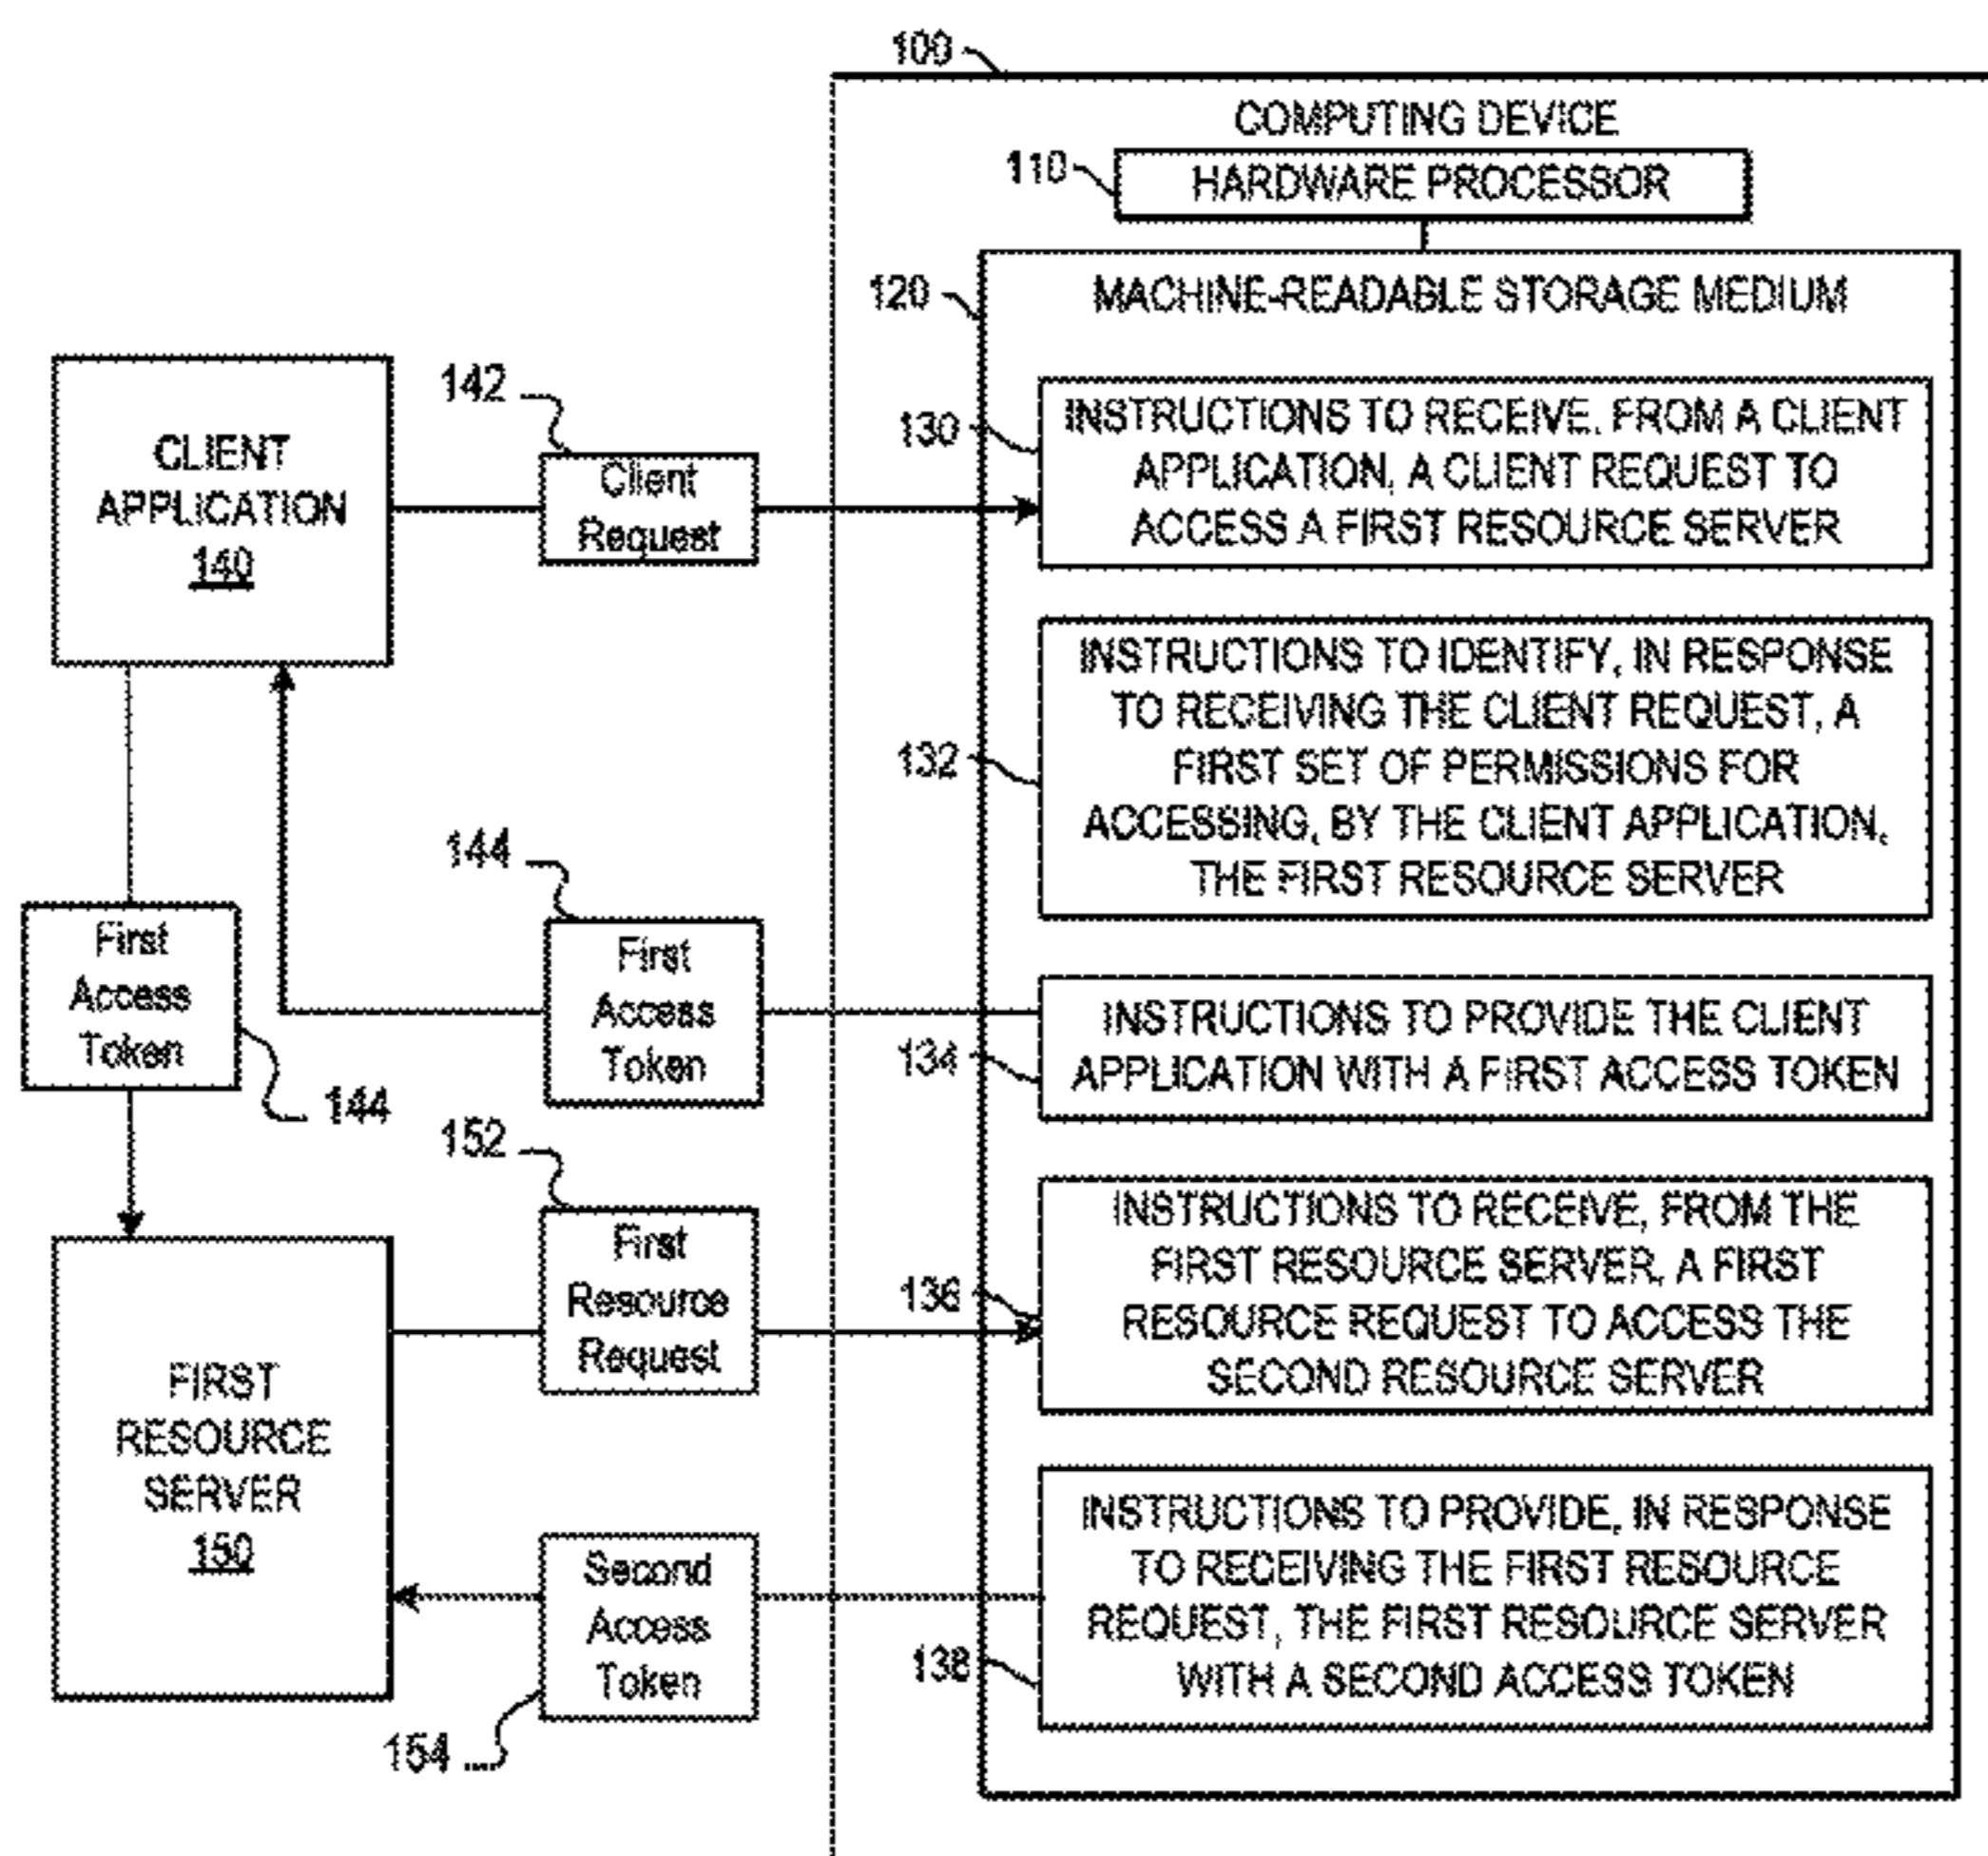 100
COMPUTING DEVICE
110
HARDWARE PROCESSOR
120
MACHINE-READABLE STORAGE MEDIUM
CLIENT
APPLICATION
140
142
Client
Request
130
INSTRUCTIONS TO RECEIVE, FROM A CLIENT
APPLICATION, A CLIENT REQUEST TO
ACCESS A FIRST RESOURCE SERVER
132
INSTRUCTIONS TO IDENTIFY, IN RESPONSE
TO RECEIVING THE CLIENT REQUEST, A
FIRST SET OF PERMISSIONS FOR
ACCESSING, BY THE CLIENT APPLICATION,
THE FIRST RESOURCE SERVER
First
Access
Token
144
144
First
Access
Token
134
INSTRUCTIONS TO PROVIDE THE CLIENT
APPLICATION WITH A FIRST ACCESS TOKEN
152
First
Resource
Request
136
INSTRUCTIONS TO RECEIVE, FROM THE
FIRST RESOURCE SERVER, A FIRST
RESOURCE REQUEST TO ACCESS THE
SECOND RESOURCE SERVER
FIRST
RESOURCE
SERVER
150
Second
Access
Token
154
138
INSTRUCTIONS TO PROVIDE, IN RESPONSE
TO RECEIVING THE FIRST RESOURCE
REQUEST, THE FIRST RESOURCE SERVER
WITH A SECOND ACCESS TOKEN